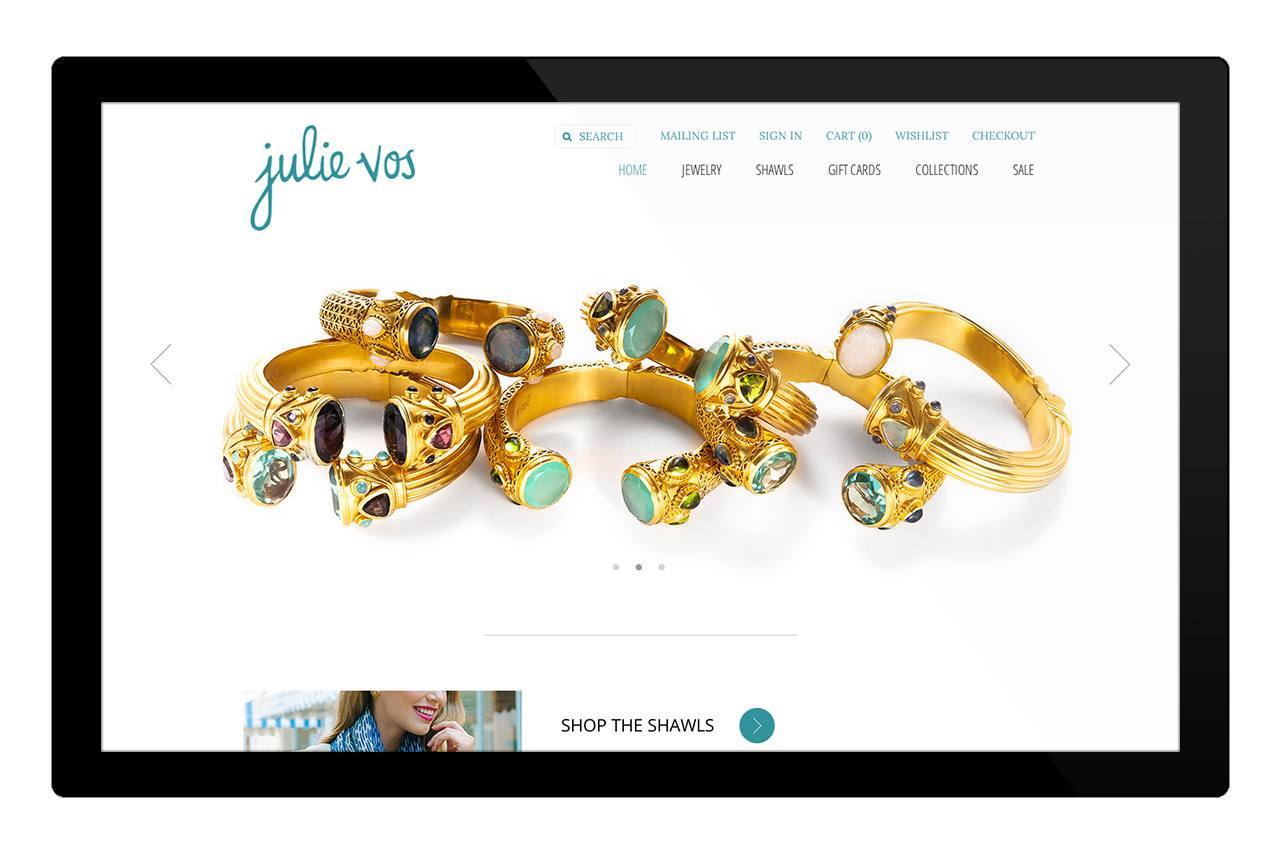 julie vos
SEARCH MAILING LIST SIGN IN CART (0) WISHLIST CHECKOUT
HOME JEWELRY SHAWLS GIFT CARDS COLLECTIONS SALE
SHOP THE SHAWLS